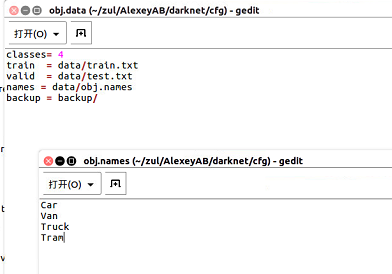 obj.data (~/zul/AlexeyAB/darknet/cfg) - gedit
打开(O)
classes= 4
train = data/train.txt
valid = data/test.txt
names = data/obj.names
backup = backup/
obj.names (~/zul/AlexeyAB/darknet/cfg) - gedit
打开(O)
Car
Van
Truck
Tram